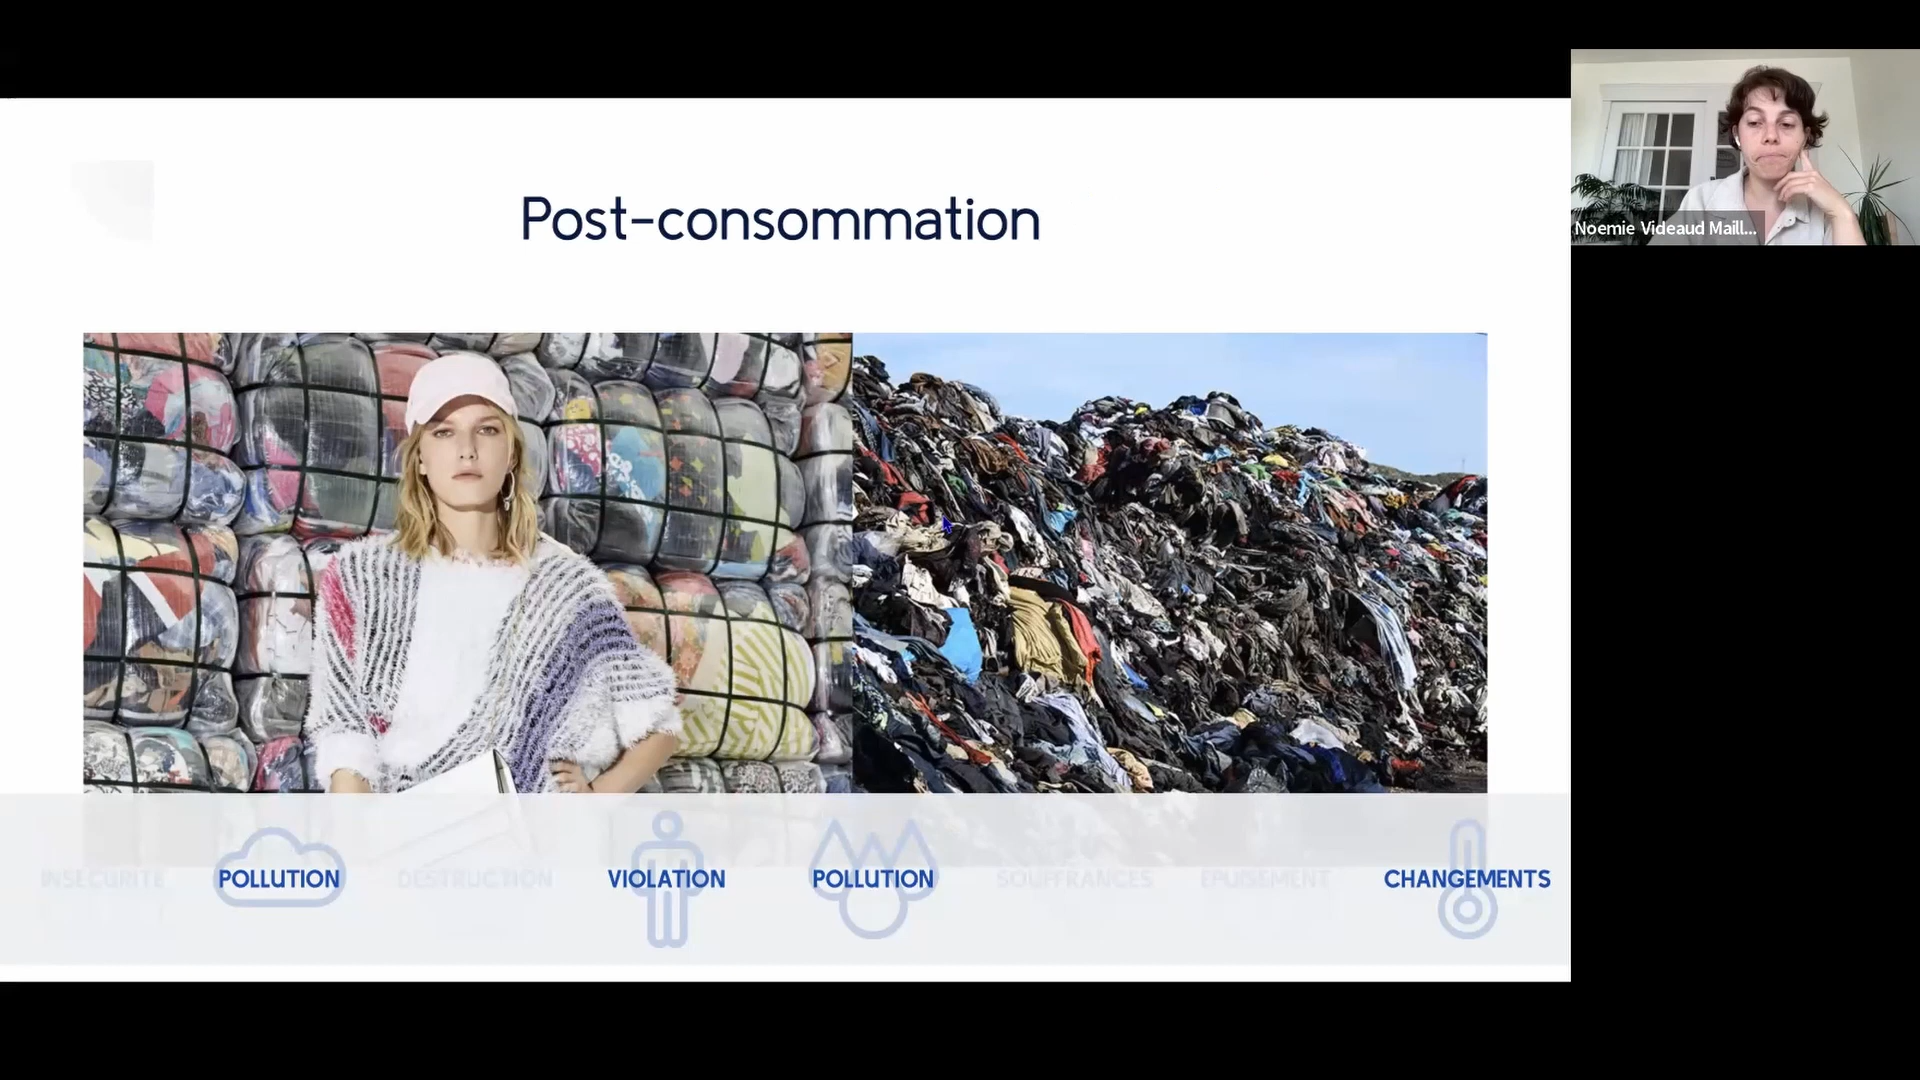 Post-consommation
Noemie Videaud Maill...
INSECURITE POLLUTION DESTRUCTION VIOLATION POLLUTION SOUFFRANCES EPUISEMENT CHANGEMENTS